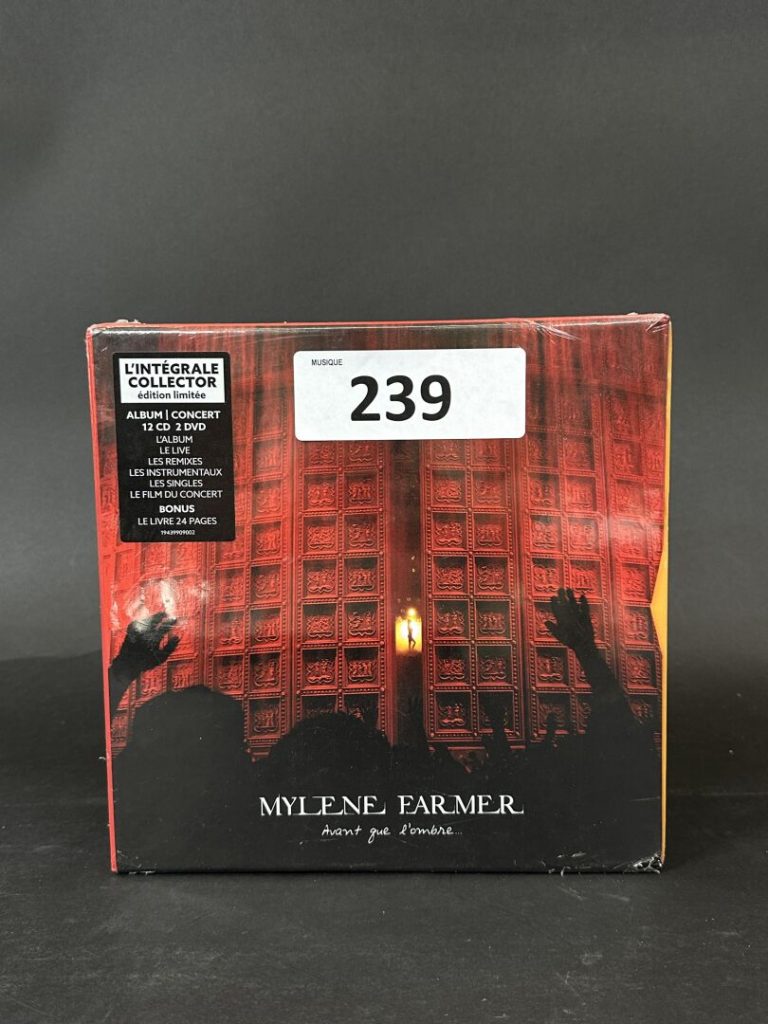 MUSIQUE
239
L'INTÉGRALE
COLLECTOR
édition limitée
ALBUM | CONCERT
12 CD 2 DVD
L'ALBUM
LE LIVE
LES REMIXES
LES INSTRUMENTAUX
LES SINGLES
LE FILM DU CONCERT
BONUS
LE LIVRE 24 PAGES
19439909002
MYLENE FARMER
Avant que l'ombre...